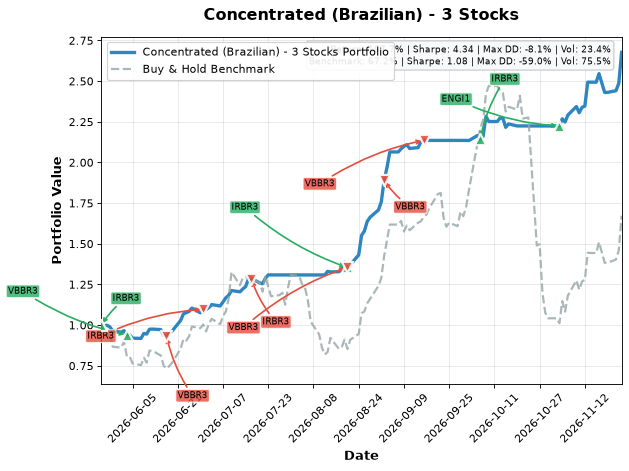 Concentrated (Brazilian) - 3 Stocks
Concentrated (Brazilian) - 3 Stocks Portfolio
Buy & Hold Benchmark
% | Sharpe: 4.34 | Max DD: -8.1% | Vol: 23.4%
Benchmark: 67.2% | Sharpe: 1.08 | Max DD: -59.0% | Vol: 75.5%
Portfolio Value
2.75
2.50
2.25
2.00
1.75
1.50
1.25
1.00
0.75
IRBR3
ENGI1
VBBR3
VBBR3
IRBR3
VBBR3
IRBR3
IRBR3
VBBR3
IRBR3
VBBR3
VBBR3
2026-06-05
2026-07-07
2026-07-23
2026-08-08
2026-08-24
2026-09-09
2026-09-25
2026-10-11
2026-10-27
2026-11-12
Date